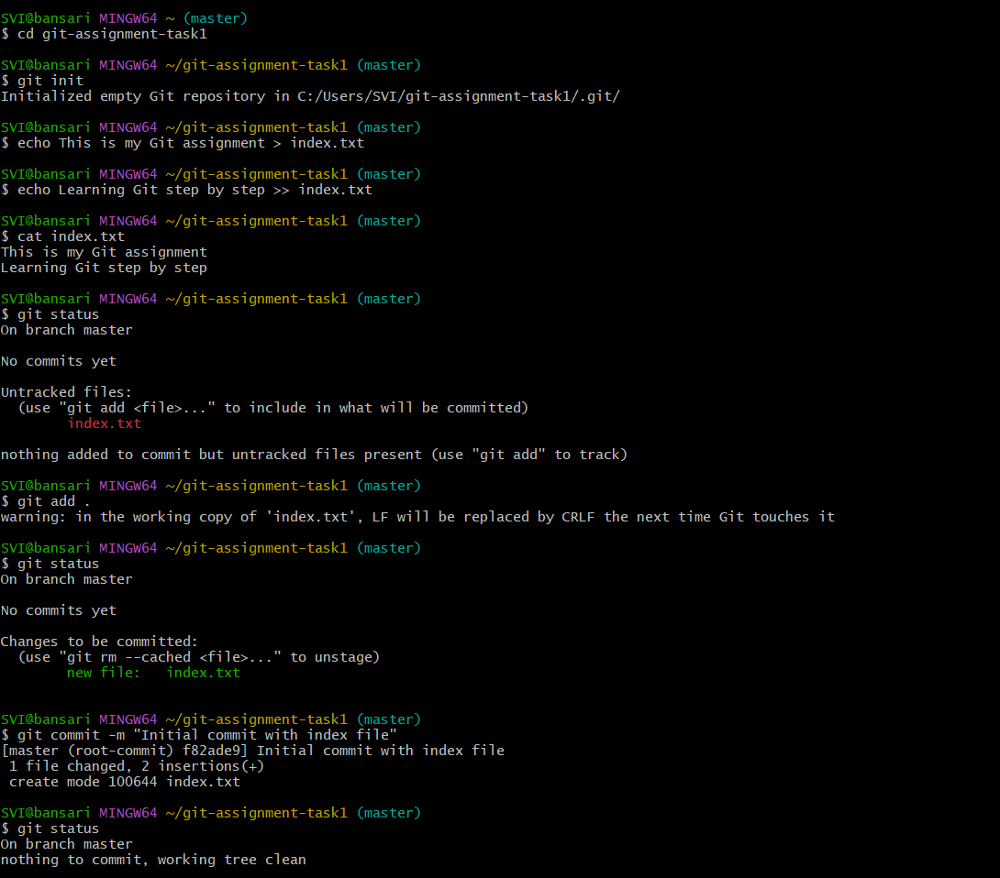 SVI@bansari MINGW64 ~ (master)
$ cd git-assignment-task1
SVI@bansari MINGW64 ~/git-assignment-task1 (master)
$ git init
Initialized empty Git repository in C:/Users/SVI/git-assignment-task1/.git/
SVI@bansari MINGW64 ~/git-assignment-task1 (master)
$ echo This is my Git assignment > index.txt
SVI@bansari MINGW64 ~/git-assignment-task1 (master)
$ echo Learning Git step by step >> index.txt
SVI@bansari MINGW64 ~/git-assignment-task1 (master)
$ cat index.txt
This is my Git assignment
Learning Git step by step
SVI@bansari MINGW64 ~/git-assignment-task1 (master)
$ git status
On branch master
No commits yet
Untracked files:
  (use "git add <file>..." to include in what will be committed)
        index.txt
nothing added to commit but untracked files present (use "git add" to track)
SVI@bansari MINGW64 ~/git-assignment-task1 (master)
$ git add .
warning: in the working copy of 'index.txt', LF will be replaced by CRLF the next time Git touches it
SVI@bansari MINGW64 ~/git-assignment-task1 (master)
$ git status
On branch master
No commits yet
Changes to be committed:
  (use "git rm --cached <file>..." to unstage)
        new file:   index.txt
SVI@bansari MINGW64 ~/git-assignment-task1 (master)
$ git commit -m "Initial commit with index file"
[master (root-commit) f82ade9] Initial commit with index file
 1 file changed, 2 insertions(+)
 create mode 100644 index.txt
SVI@bansari MINGW64 ~/git-assignment-task1 (master)
$ git status
On branch master
nothing to commit, working tree clean